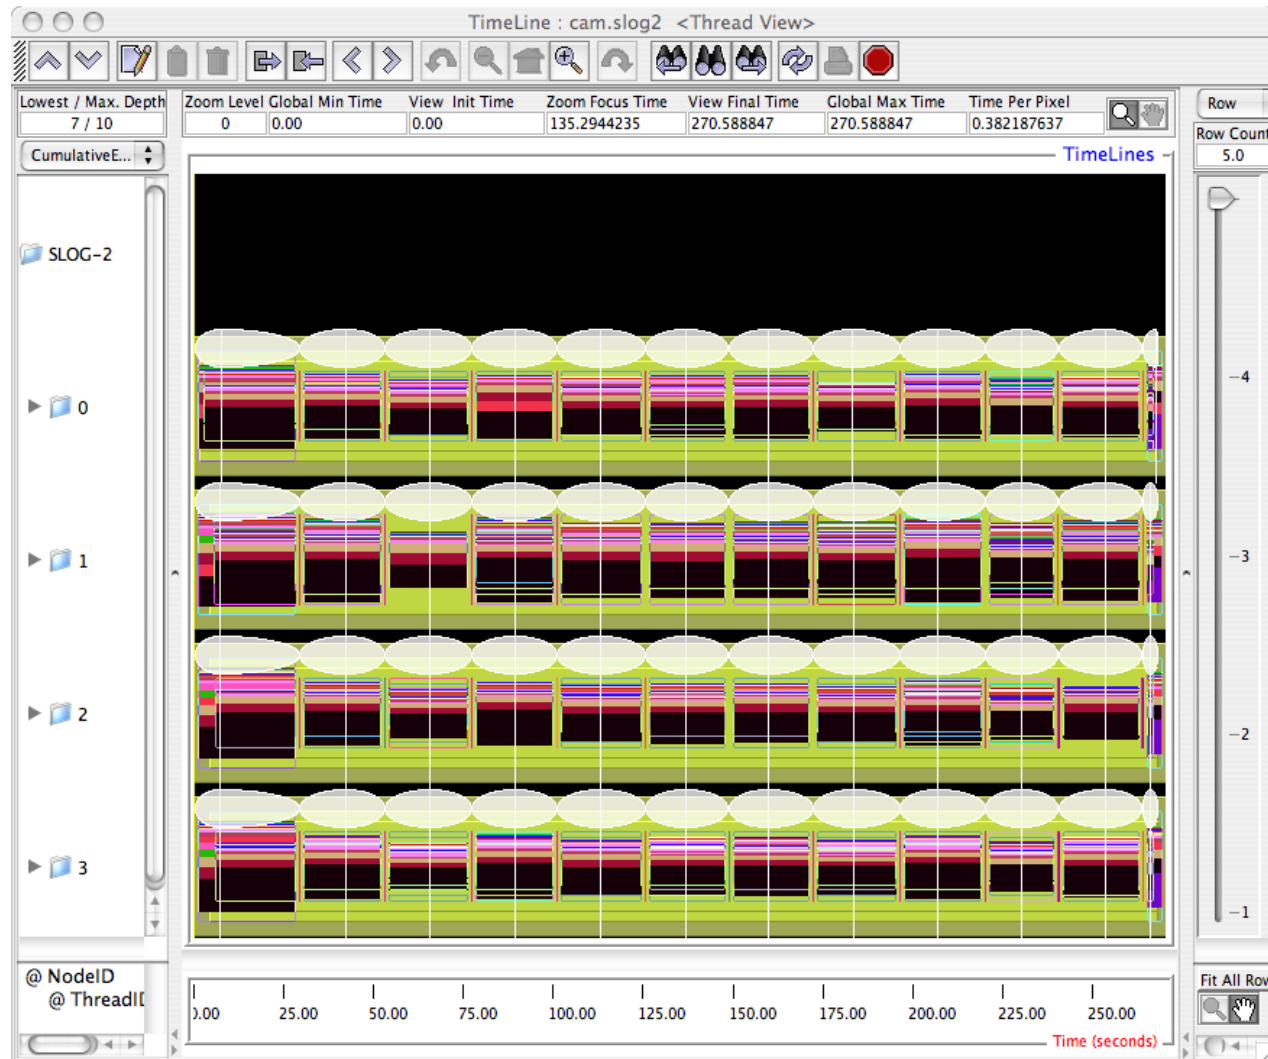 TimeLine : cam.slog2 <Thread View>
Lowest / Max. Depth
7 / 10
Zoom Level Global Min Time View Init Time Zoom Focus Time View Final Time Global Max Time Time Per Pixel
0 0.00 0.00 135.2944235 270.588847 270.588847 0.382187637
Row
Row Count
5.0
CumulativeE...
TimeLines
SLOG-2
0
1
2
3
4
3
2
1
@ NodeID
@ ThreadID
Fit All Row
0.00 25.00 50.00 75.00 100.00 125.00 150.00 175.00 200.00 225.00 250.00
Time (seconds)